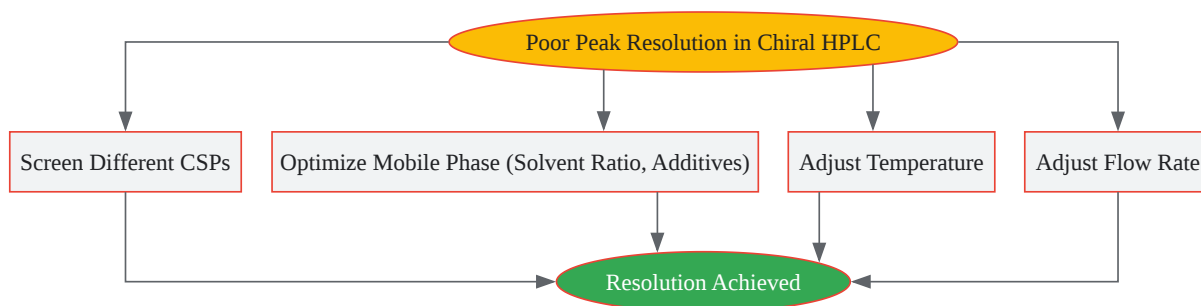 Poor Peak Resolution in Chiral HPLC
Screen Different CSPs
Optimize Mobile Phase (Solvent Ratio, Additives)
Adjust Temperature
Adjust Flow Rate
Resolution Achieved